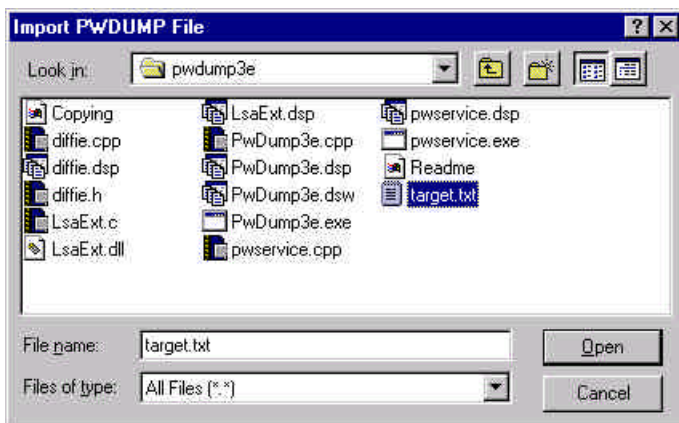 Import PWDUMP File
Look in: pwdump3e
Copying
diffie.cpp
diffie.dsp
diffie.h
LsaExt.c
LsaExt.dll
LsaExt.dsp
PwDump3e.cpp
PwDump3e.dsp
PwDump3e.dsw
PwDump3e.exe
pwservice.cpp
pwservice.dsp
pwservice.exe
Readme
target.txt
File name: target.txt
Open
Files of type: All Files (*.*)
Cancel